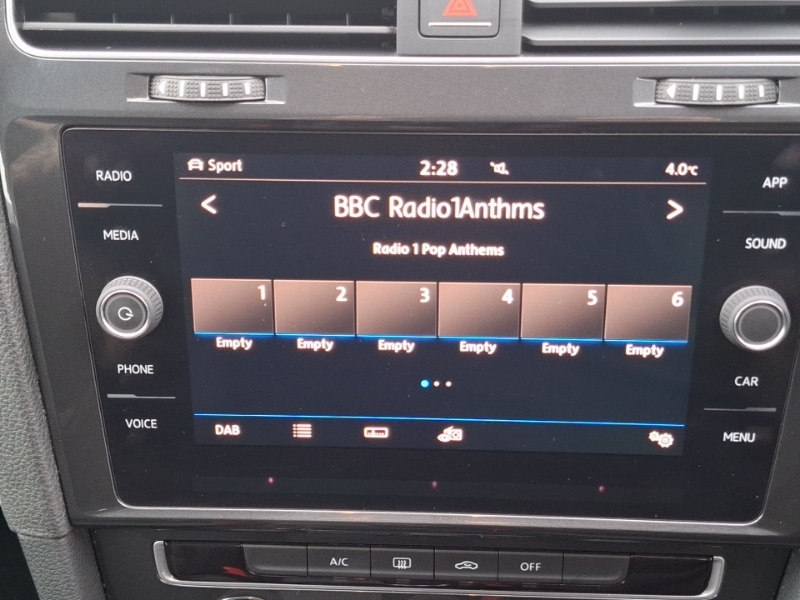 RADIO
MEDIA
PHONE
VOICE
Sport 2:28 4.0°C
< BBC Radio1Anthms >
Radio 1 Pop Anthems
1 2 3 4 5 6
Empty Empty Empty Empty Empty Empty
DAB
APP
SOUND
CAR
MENU
A/C OFF